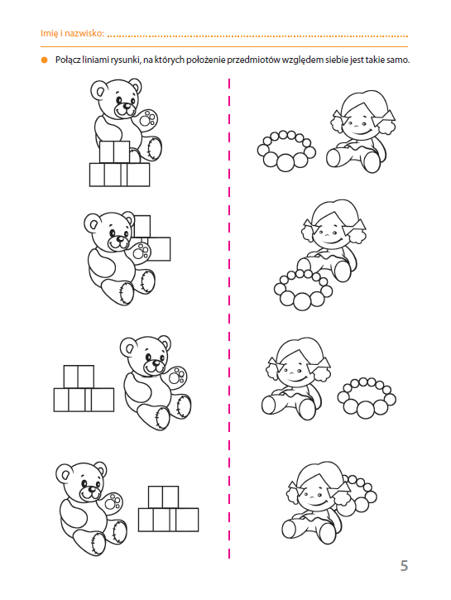 Imię i nazwisko:
Połącz liniami rysunki, na których położenie przedmiotów względem siebie jest takie samo.
5